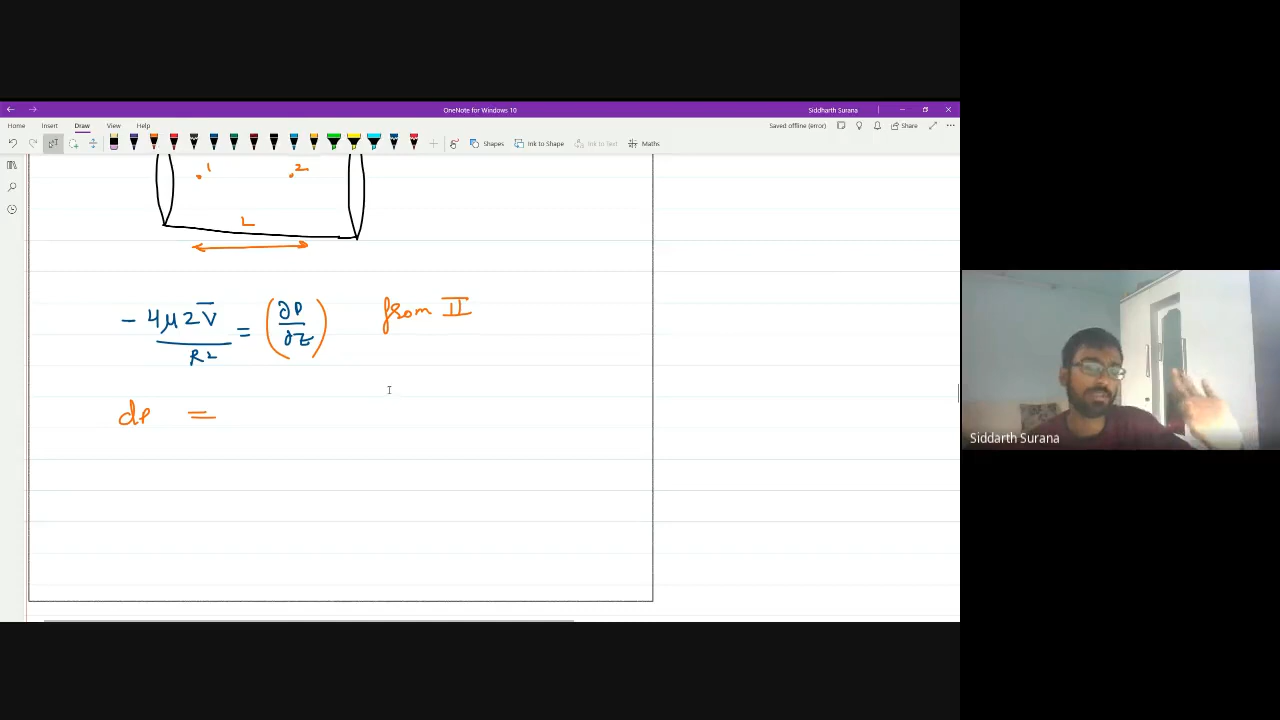 OneNote for Windows 10
Siddharth Surana
Home Insert Draw View Help
Saved offline (error)
Share
Shapes
Ink to Shape
Ink to Text
Maths
1 2
L
- 4μ2V̅ / R² = (∂P/∂z) from II
dP =
Siddarth Surana